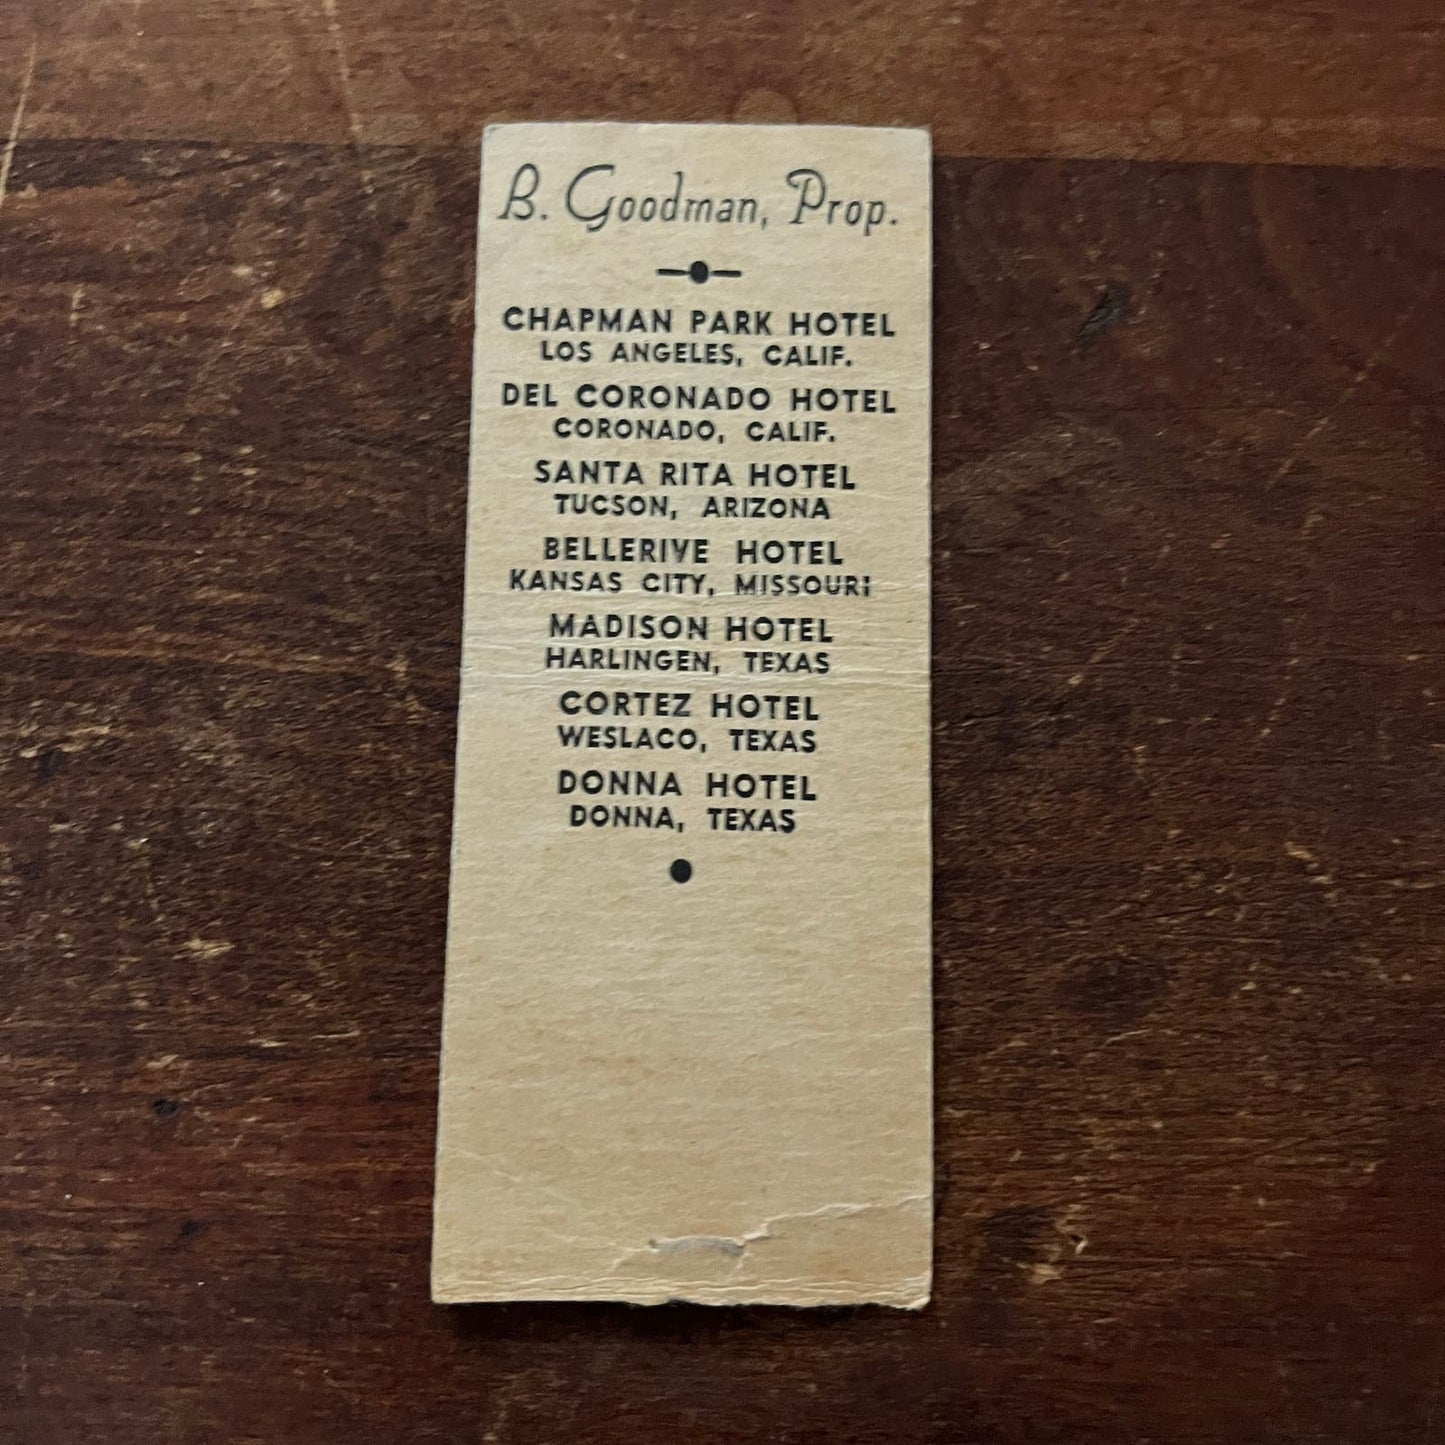 B. Goodman, Prop.
CHAPMAN PARK HOTEL
LOS ANGELES, CALIF.
DEL CORONADO HOTEL
CORONADO, CALIF.
SANTA RITA HOTEL
TUCSON, ARIZONA
BELLERIVE HOTEL
KANSAS CITY, MISSOURI
MADISON HOTEL
HARLINGEN, TEXAS
CORTEZ HOTEL
WESLACO, TEXAS
DONNA HOTEL
DONNA, TEXAS